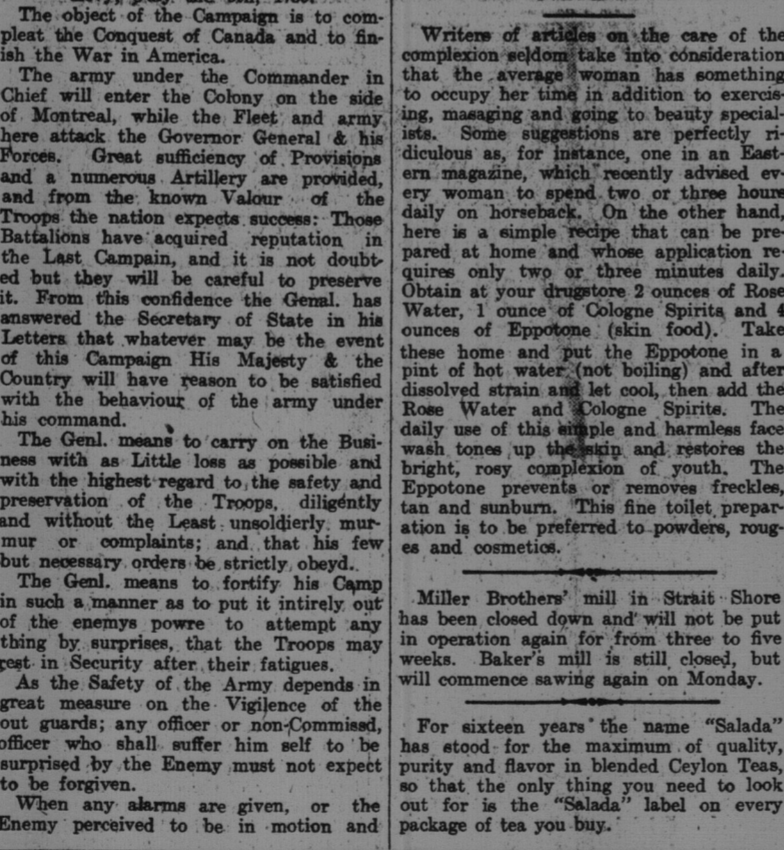 The object of the Campaign is to com-
pleat the Conquest of Canada and to fin-
ish the War in America.
The army under the Commander in
Chief will enter the Colony on the side
of Montreal, while the Fleet and army
here attack the Governor General & his
Forces. Great sufficiency of Provisions
and a numerous Artillery are provided,
and from the known Valour of the
Troops the nation expects success: Those
Battalions have acquired reputation in
the Last Campain, and it is not doubt-
ed but they will be careful to preserve
it. From this confidence the Genal. has
answered the Secretary of State in his
Letters that whatever may be the event
of this Campaign His Majesty & the
Country will have reason to be satisfied
with the behaviour of the army under
his command.
The Genl. means to carry on the Busi-
ness with as Little loss as possible and
with the highest regard to the safety and
preservation of the Troops, diligently
and without the Least unsoldierly mur-
mur or complaints; and that his few
but necessary orders be strictly obeyd.
The Genl. means to fortify his Camp
in such a manner as to put it intirely out
of the enemys powre to attempt any
thing by surprises, that the Troops may
rest in Security after their fatigues.
As the Safety of the Army depends in
great measure on the Vigilence of the
out guards; any officer or non-Commissd,
officer who shall suffer him self to be
surprised by the Enemy must not expect
to be forgiven.
When any alarms are given, or the
Enemy perceived to be in motion and
Writers of articles on the care of the
complexion seldom take into consideration
that the average woman has something
to occupy her time in addition to exercis-
ing, masaging and going to beauty special-
ists. Some suggestions are perfectly ri-
diculous as, for instance, one in an East-
ern magazine, which recently advised ev-
ery woman to spend two or three hours
daily on horseback. On the other hand,
here is a simple recipe that can be pre-
pared at home and whose application re-
quires only two or three minutes daily.
Obtain at your drugstore 2 ounces of Rose
Water, 1 ounce of Cologne Spirits and 4
ounces of Eppotone (skin food). Take
these home and put the Eppotone in a
pint of hot water (not boiling) and after
dissolved strain and let cool, then add the
Rose Water and Cologne Spirits. The
daily use of this simple and harmless face
wash tones up the skin and restores the
bright, rosy complexion of youth. The
Eppotone prevents or removes freckles,
tan and sunburn. This fine toilet prepar-
ation is to be preferred to powders, roug-
es and cosmetics.
Miller Brothers' mill in Strait Shore
has been closed down and will not be put
in operation again for from three to five
weeks. Baker's mill is still closed, but
will commence sawing again on Monday.
For sixteen years the name "Salada"
has stood for the maximum of quality,
purity and flavor in blended Ceylon Teas,
so that the only thing you need to look
out for is the "Salada" label on every
package of tea you buy.